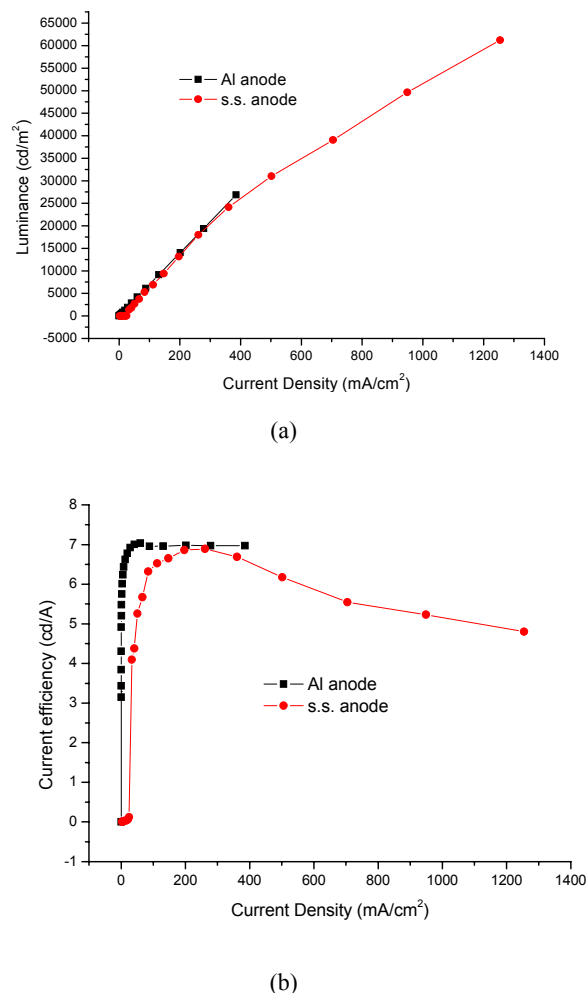 65000
60000
55000
50000
45000
40000
35000
30000
25000
20000
15000
10000
5000
0
-5000
Luminance (cd/m²)
Al anode
s.s. anode
0 200 400 600 800 1000 1200 1400
Current Density (mA/cm²)
(a)
8
7
6
5
4
3
2
1
0
-1
Current efficiency (cd/A)
Al anode
s.s. anode
0 200 400 600 800 1000 1200 1400
Current Density (mA/cm²)
(b)